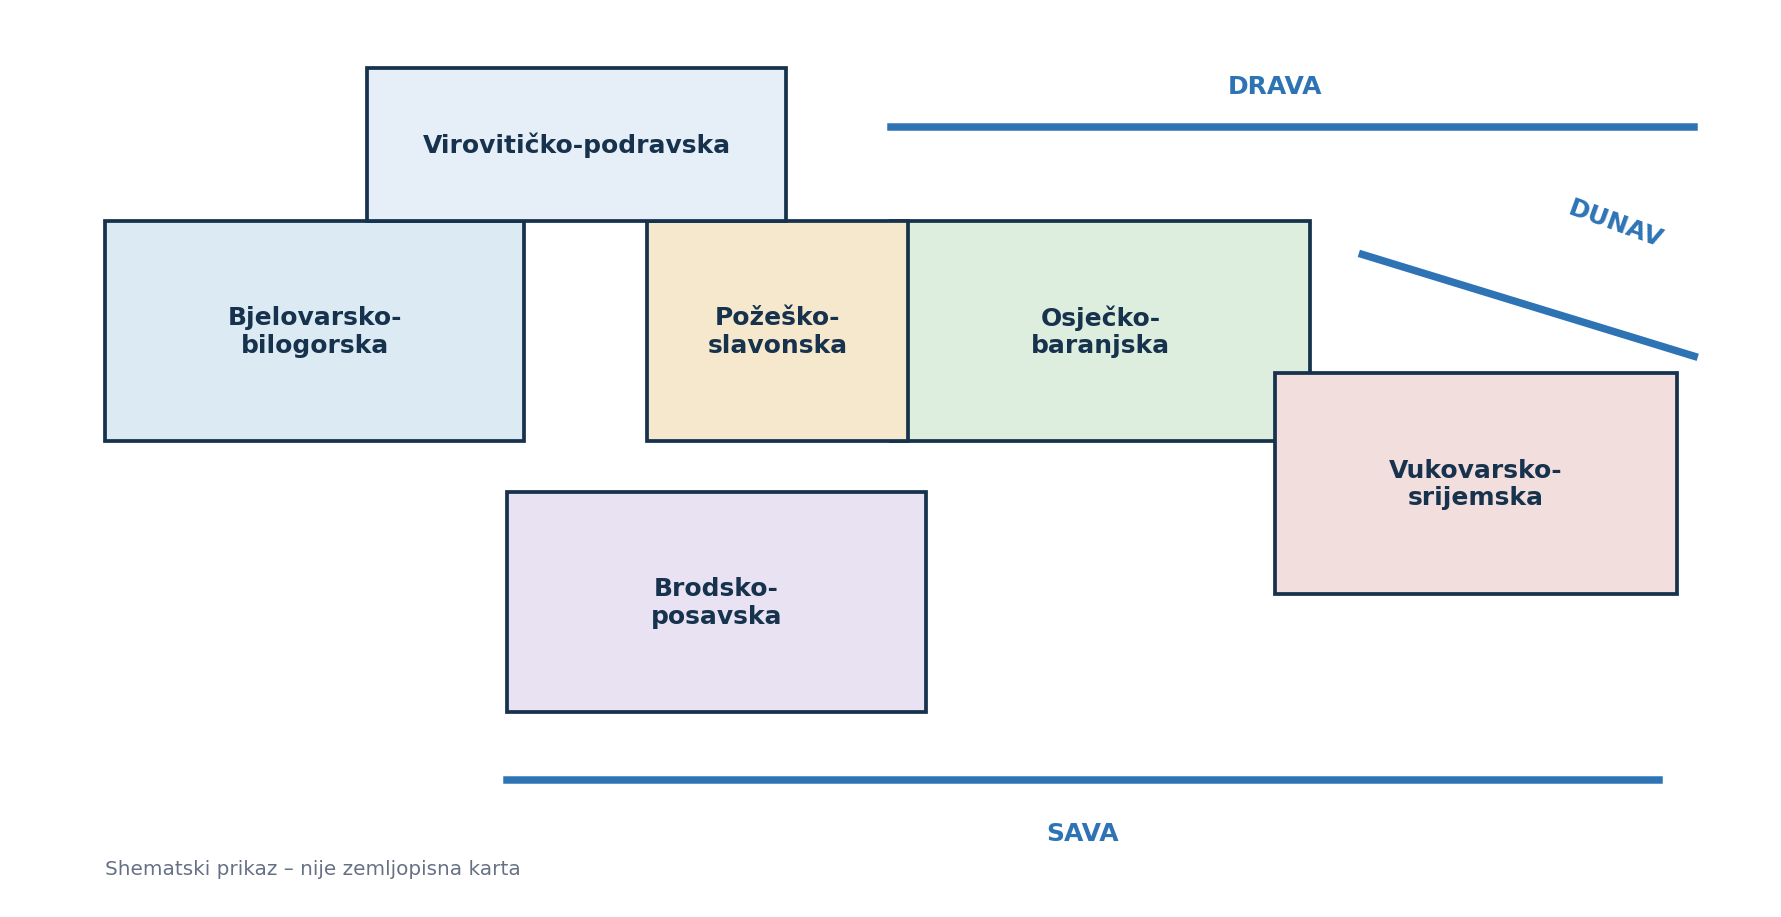 DRAVA
Virovitičko-podravska
DUNAV
Bjelovarsko-
bilogorska
Požeško-
slavonska
Osječko-
baranjska
Vukovarsko-
srijemska
Brodsko-
posavska
SAVA
Shematski prikaz – nije zemljopisna karta